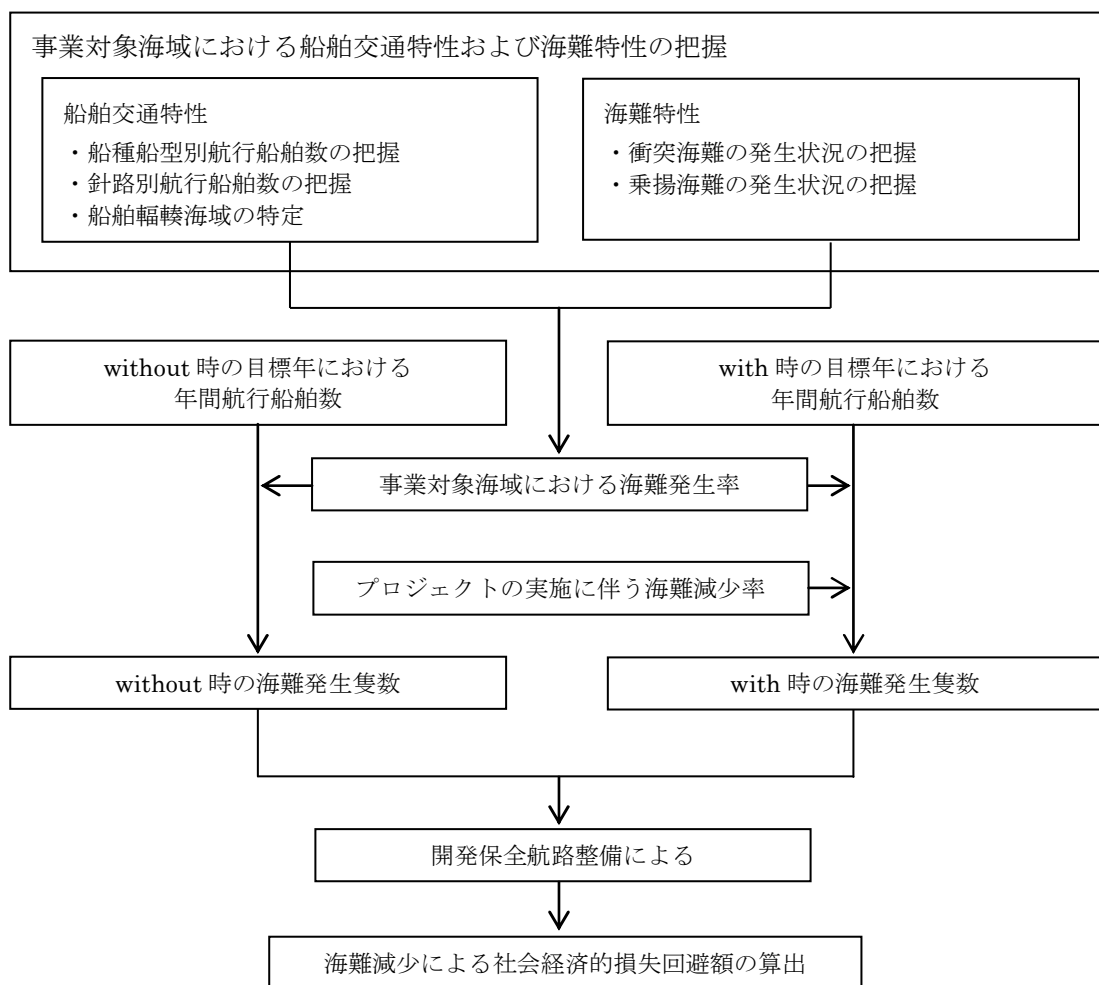 事業対象海域における船舶交通特性および海難特性の把握
船舶交通特性
・船種船型別航行船舶数の把握
・針路別航行船舶数の把握
・船舶輻輳海域の特定
海難特性
・衝突海難の発生状況の把握
・乗揚海難の発生状況の把握
without 時の目標年における
年間航行船舶数
with 時の目標年における
年間航行船舶数
事業対象海域における海難発生率
プロジェクトの実施に伴う海難減少率
without 時の海難発生隻数
with 時の海難発生隻数
開発保全航路整備による
海難減少による社会経済的損失回避額の算出